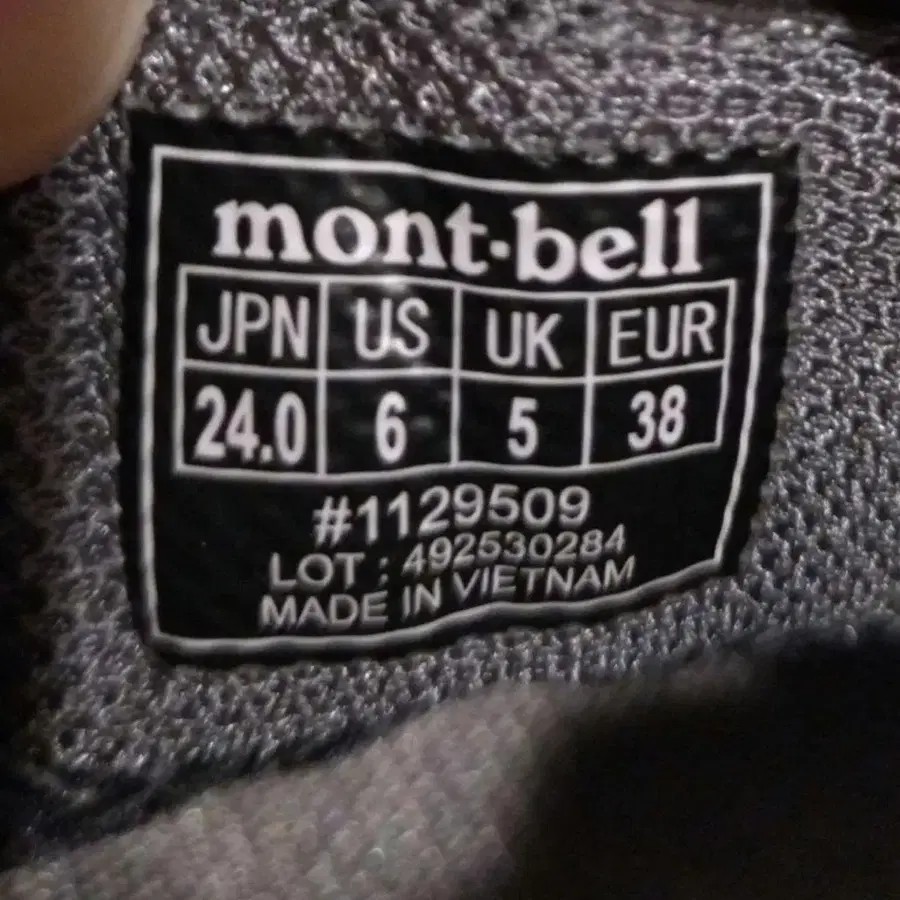 mont-bell
JPN US UK EUR
24.0 6 5 38
#1129509
LOT : 492530284
MADE IN VIETNAM